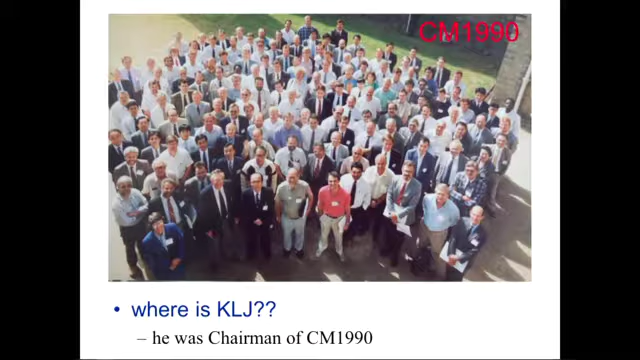 CM1990
• where is KLJ??
– he was Chairman of CM1990